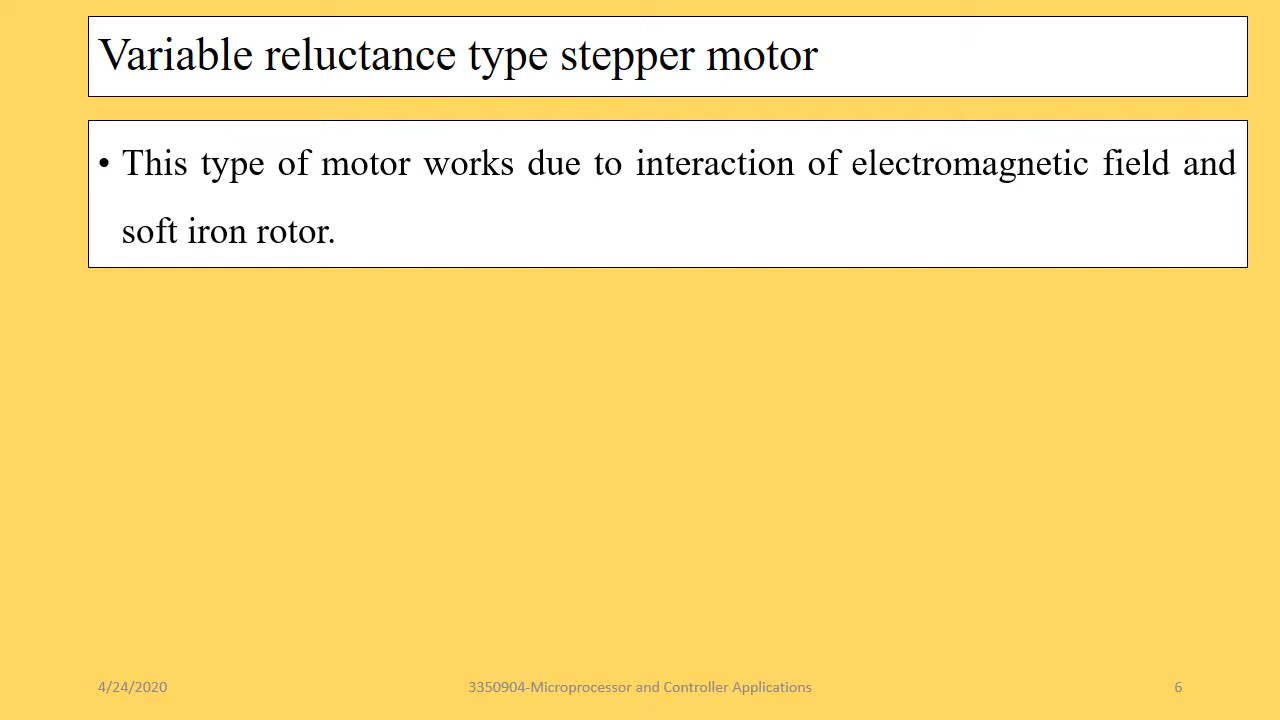 Variable reluctance type stepper motor
• This type of motor works due to interaction of electromagnetic field and
soft iron rotor.
4/24/2020
3350904-Microprocessor and Controller Applications
6